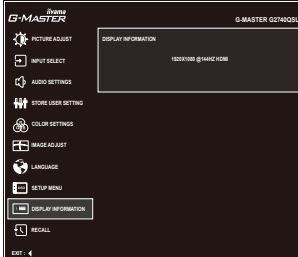 iiyama
G-MASTER
G-MASTER G2740QSU
PICTURE ADJUST
DISPLAY INFORMATION
1920X1080 @144HZ HDMI
INPUT SELECT
AUDIO SETTINGS
STORE USER SETTING
COLOR SETTINGS
IMAGE ADJUST
LANGUAGE
SETUP MENU
DISPLAY INFORMATION
RECALL
EXIT :